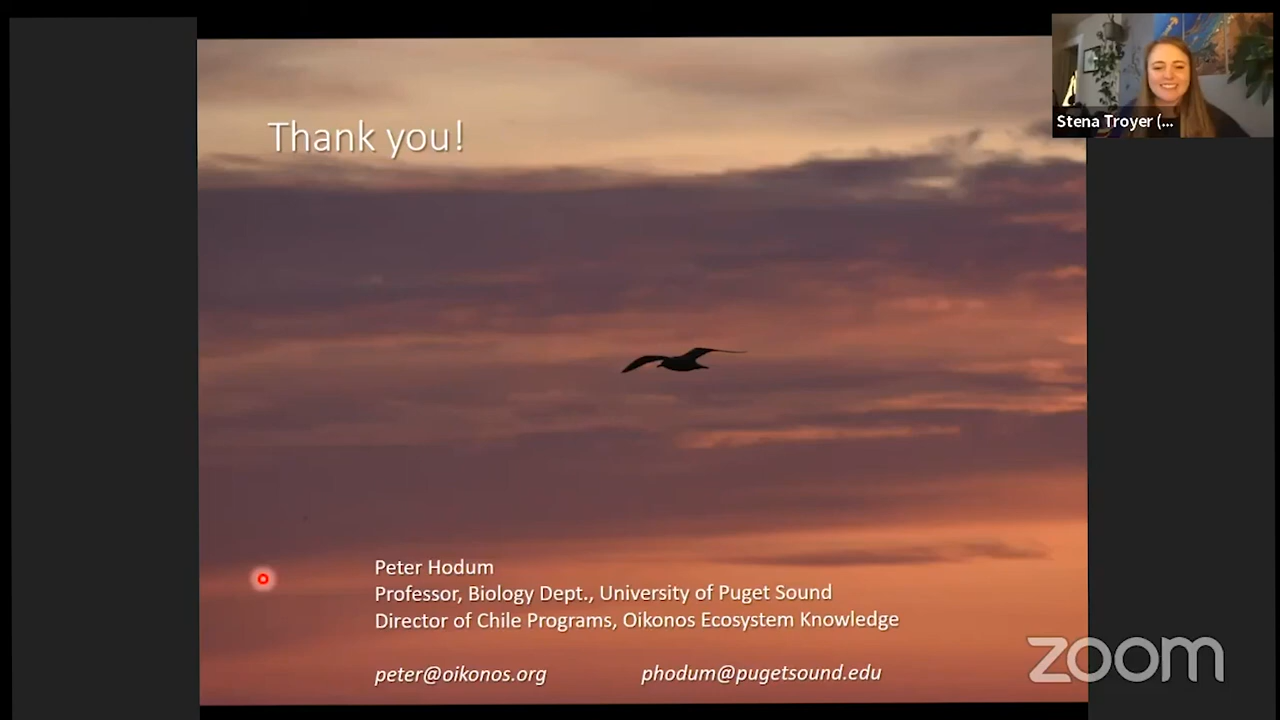 Thank you!
Stena Troyer (...
Peter Hodum
Professor, Biology Dept., University of Puget Sound
Director of Chile Programs, Oikonos Ecosystem Knowledge
peter@oikonos.org phodum@pugetsound.edu
zoom